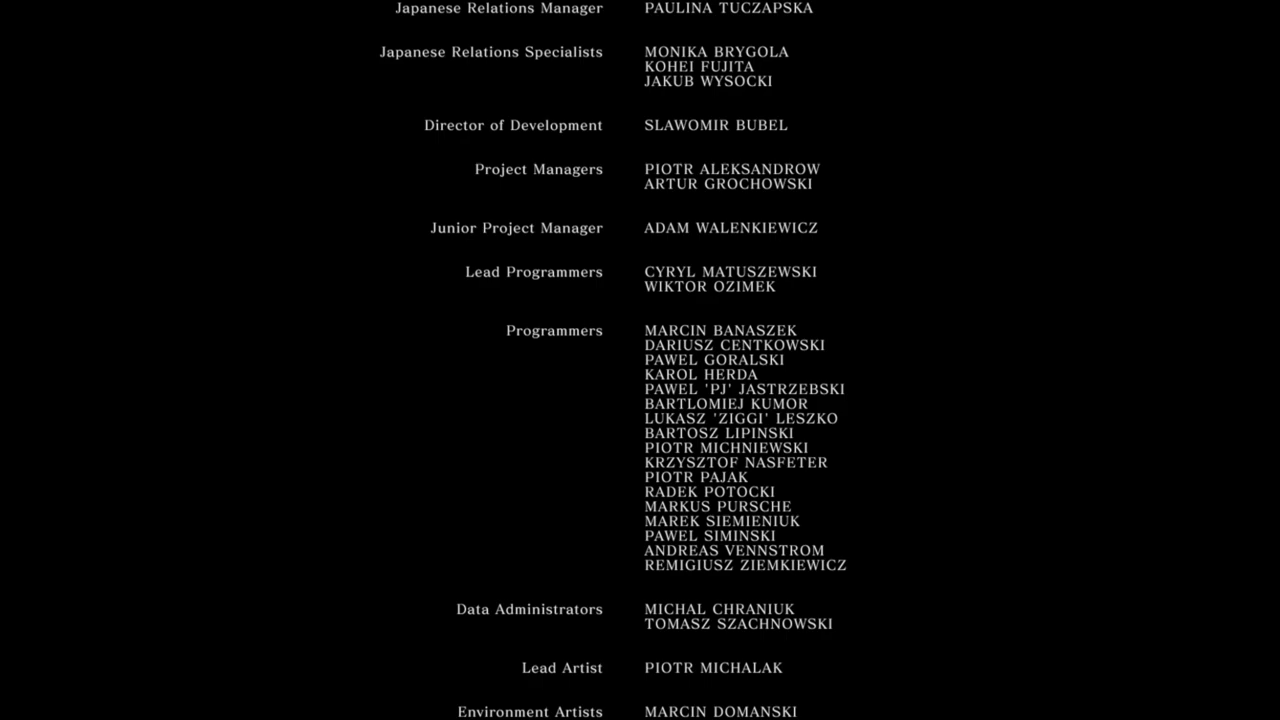 Japanese Relations Manager PAULINA TUCZAPSKA
Japanese Relations Specialists MONIKA BRYGOLA
KOHEI FUJITA
JAKUB WYSOCKI
Director of Development SLAWOMIR BUBEL
Project Managers PIOTR ALEKSANDROW
ARTUR GROCHOWSKI
Junior Project Manager ADAM WALENKIEWICZ
Lead Programmers CYRYL MATUSZEWSKI
WIKTOR OZIMEK
Programmers MARCIN BANASZEK
DARIUSZ CENTKOWSKI
PAWEL GORALSKI
KAROL HERDA
PAWEL 'PJ' JASTRZEBSKI
BARTLOMIEJ KUMOR
LUKASZ 'ZIGGI' LESZKO
BARTOSZ LIPINSKI
PIOTR MICHNIEWSKI
KRZYSZTOF NASFETER
PIOTR PAJAK
RADEK POTOCKI
MARKUS PURSCHE
MAREK SIEMIENIUK
PAWEL SIMINSKI
ANDREAS VENNSTROM
REMIGIUSZ ZIEMKIEWICZ
Data Administrators MICHAL CHRANIUK
TOMASZ SZACHNOWSKI
Lead Artist PIOTR MICHALAK
Environment Artists MARCIN DOMANSKI